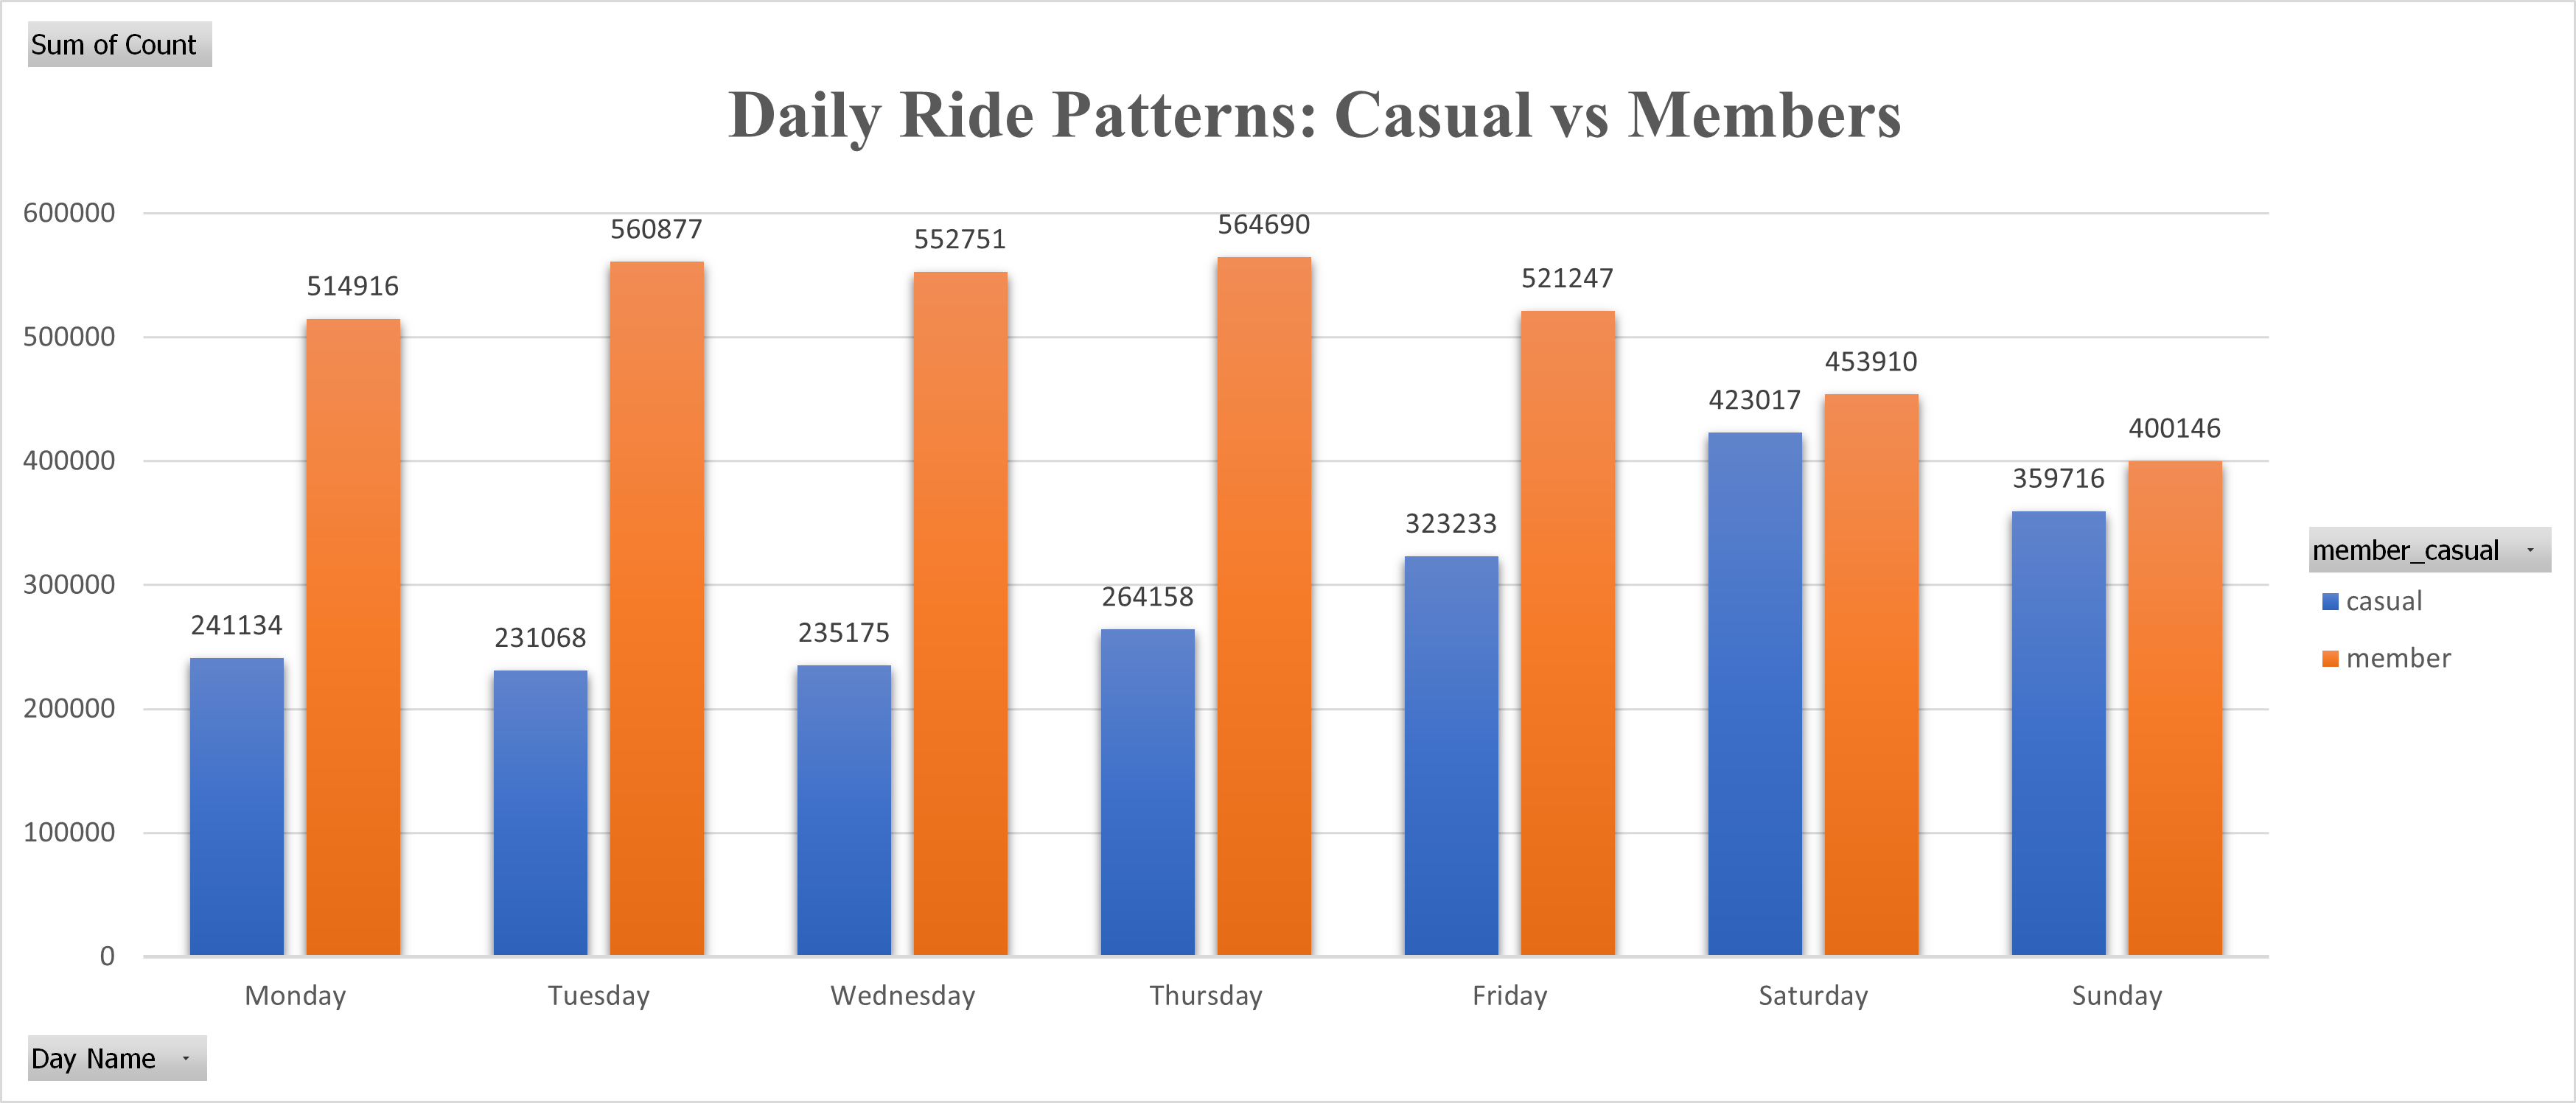 Sum of Count
Daily Ride Patterns: Casual vs Members
600000
500000
400000
300000
200000
100000
0
241134
514916
231068
560877
235175
552751
264158
564690
323233
521247
423017
453910
359716
400146
Monday
Tuesday
Wednesday
Thursday
Friday
Saturday
Sunday
member_casual
casual
member
Day Name